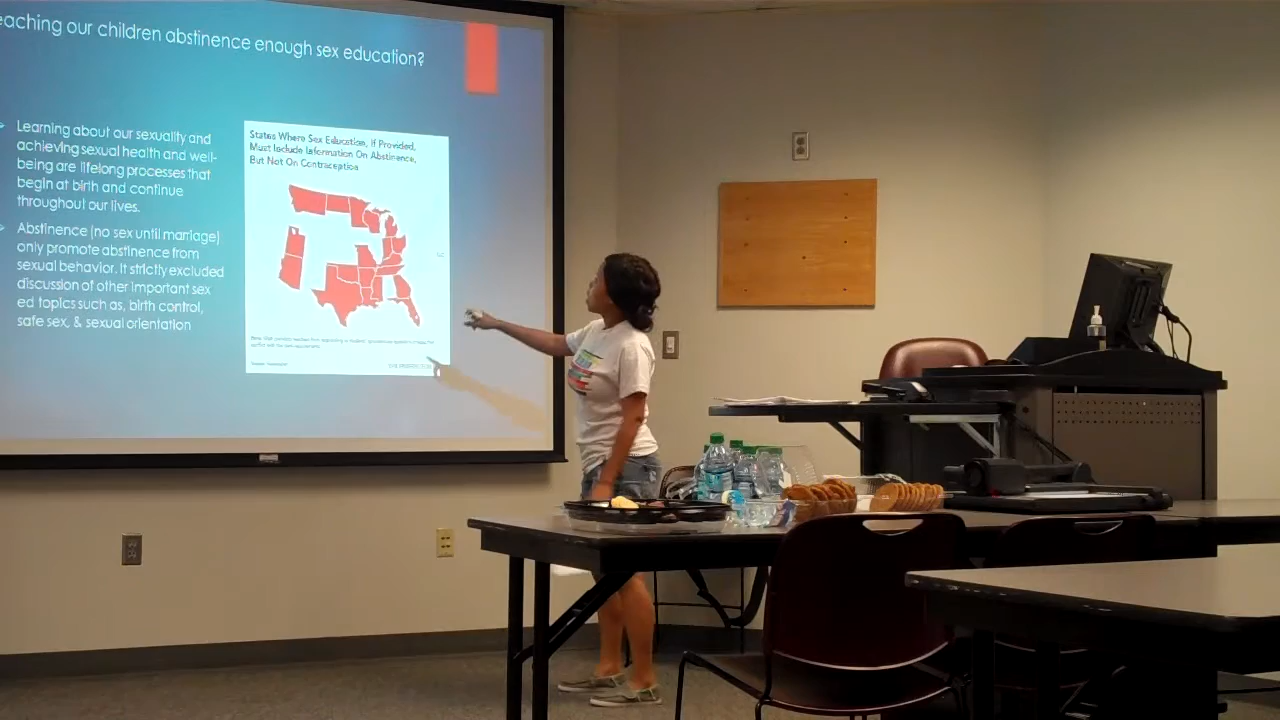 eaching our children abstinence enough sex education?
Learning about our sexuality and
achieving sexual health and well-
being are lifelong processes that
begin at birth and continue
throughout our lives.
Abstinence (no sex until marriage)
only promote abstinence from
sexual behavior. It strictly excluded
discussion of other important sex
ed topics such as, birth control,
safe sex, & sexual orientation
States Where Sex Education, If Provided,
Must Include Information On Abstinence,
But Not On Contraception